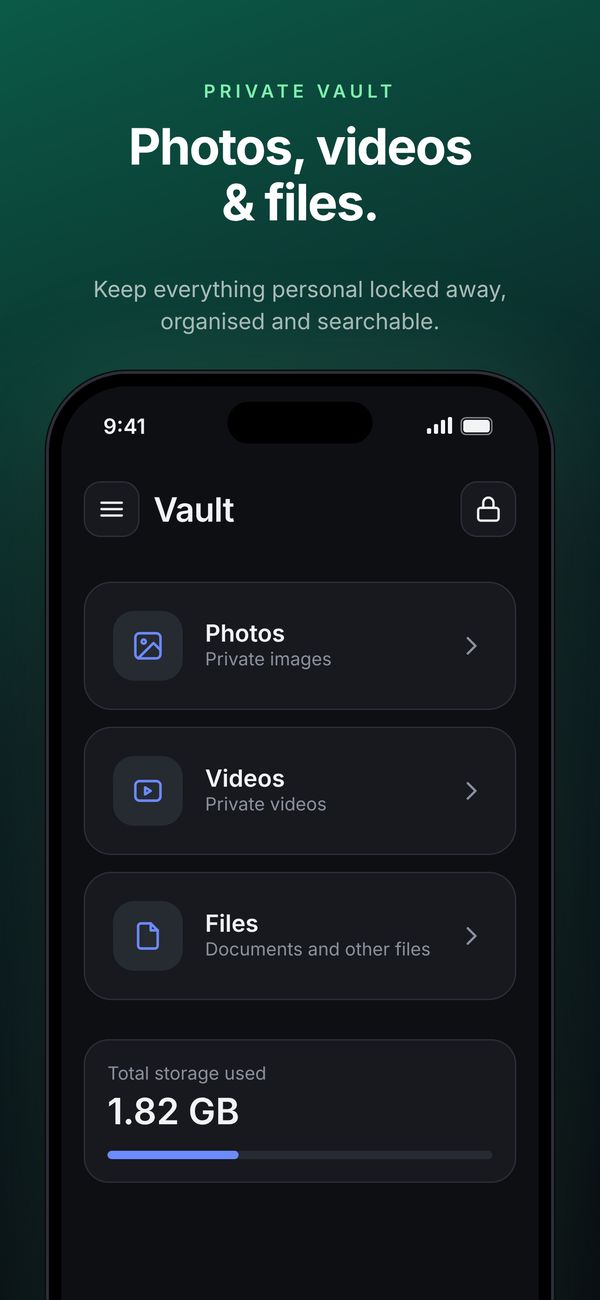 PRIVATE VAULT
Photos, videos
& files.
Keep everything personal locked away,
organised and searchable.
9:41
Vault
Photos
Private images
Videos
Private videos
Files
Documents and other files
Total storage used
1.82 GB